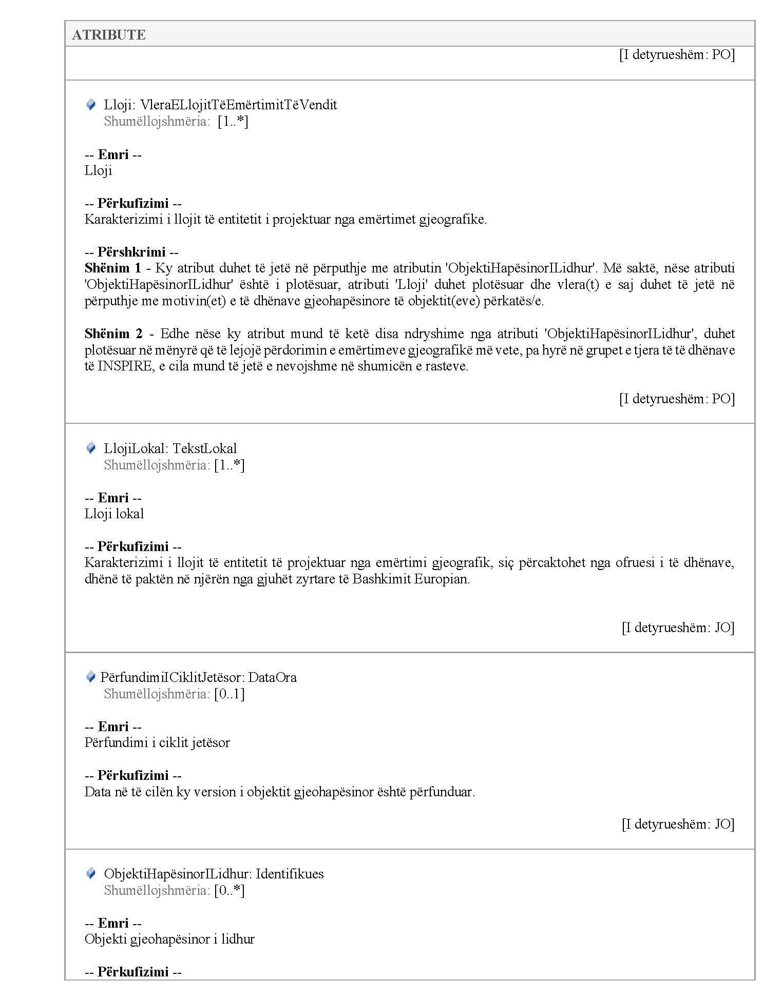 ATRIBUTE
[I detyrueshëm: PO]
Lloji: VleraELlojitTëEmërtimitTëVendit
Shumëllojshmëria: [1..*]
-- Emri --
Lloji
-- Përkufizimi --
Karakterizimi i llojit të entitetit i projektuar nga emërtimet gjeografike.
-- Përshkrimi --
Shënim 1 - Ky atribut duhet të jetë në përputhje me atributin 'ObjektiHapësinorILidhur'. Më saktë, nëse atributi
'ObjektiHapësinorILidhur' është i plotësuar, atributi 'Lloji' duhet plotësuar dhe vlera(t) e saj duhet të jetë në
përputhje me motivin(et) e të dhënave gjeohapësinore të objektit(eve) përkatës/e.
Shënim 2 - Edhe nëse ky atribut mund të ketë disa ndryshime nga atributi 'ObjektiHapësinorILidhur', duhet
plotësuar në mënyrë që të lejojë përdorimin e emërtimeve gjeografikë më vete, pa hyrë në grupet e tjera të të dhënave
të INSPIRE, e cila mund të jetë e nevojshme në shumicën e rasteve.
[I detyrueshëm: PO]
LlojiLokal: TekstLokal
Shumëllojshmëria: [1..*]
-- Emri --
Lloji lokal
-- Përkufizimi --
Karakterizimi i llojit të entitetit të projektuar nga emërtimi gjeografik, siç përcaktohet nga ofruesi i të dhënave,
dhënë të paktën në njërën nga gjuhët zyrtare të Bashkimit Europian.
[I detyrueshëm: JO]
PërfundimiICiklitJetësor: DataOra
Shumëllojshmëria: [0..1]
-- Emri --
Përfundimi i ciklit jetësor
-- Përkufizimi --
Data në të cilën ky version i objektit gjeohapësinor është përfunduar.
[I detyrueshëm: JO]
ObjektiHapësinorILidhur: Identifikues
Shumëllojshmëria: [0..*]
-- Emri --
Objekti gjeohapësinor i lidhur
-- Përkufizimi --